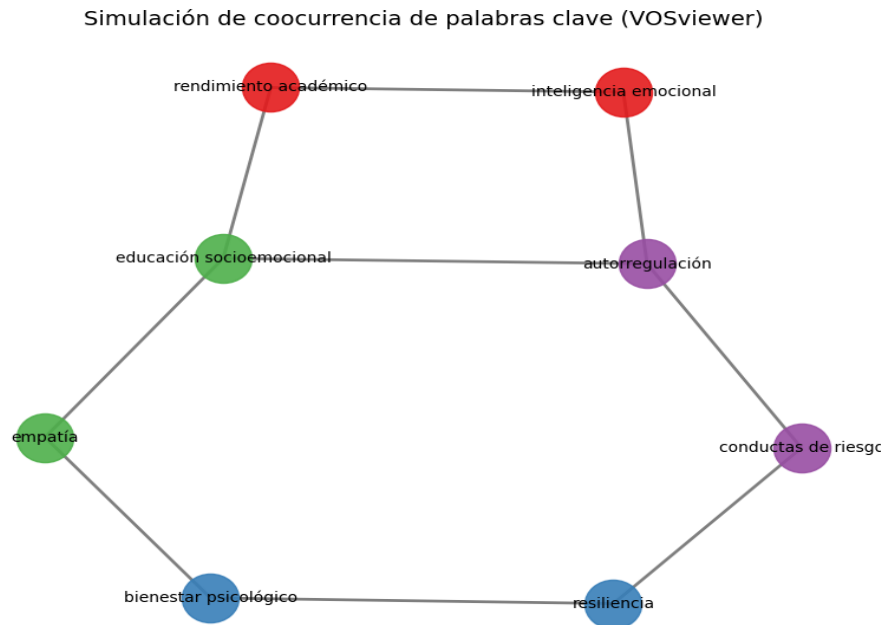 Simulación de coocurrencia de palabras clave (VOSviewer)
rendimiento académico
inteligencia emocional
educación socioemocional
autorregulación
empatía
conductas de riesgo
bienestar psicológico
resiliencia